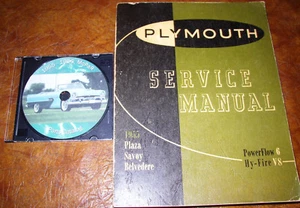 PLYMOUTH
SERVICE
MANUAL
1955
Plaza
Savoy
Belvedere
PowerFlow 6
Hy-Fire V8